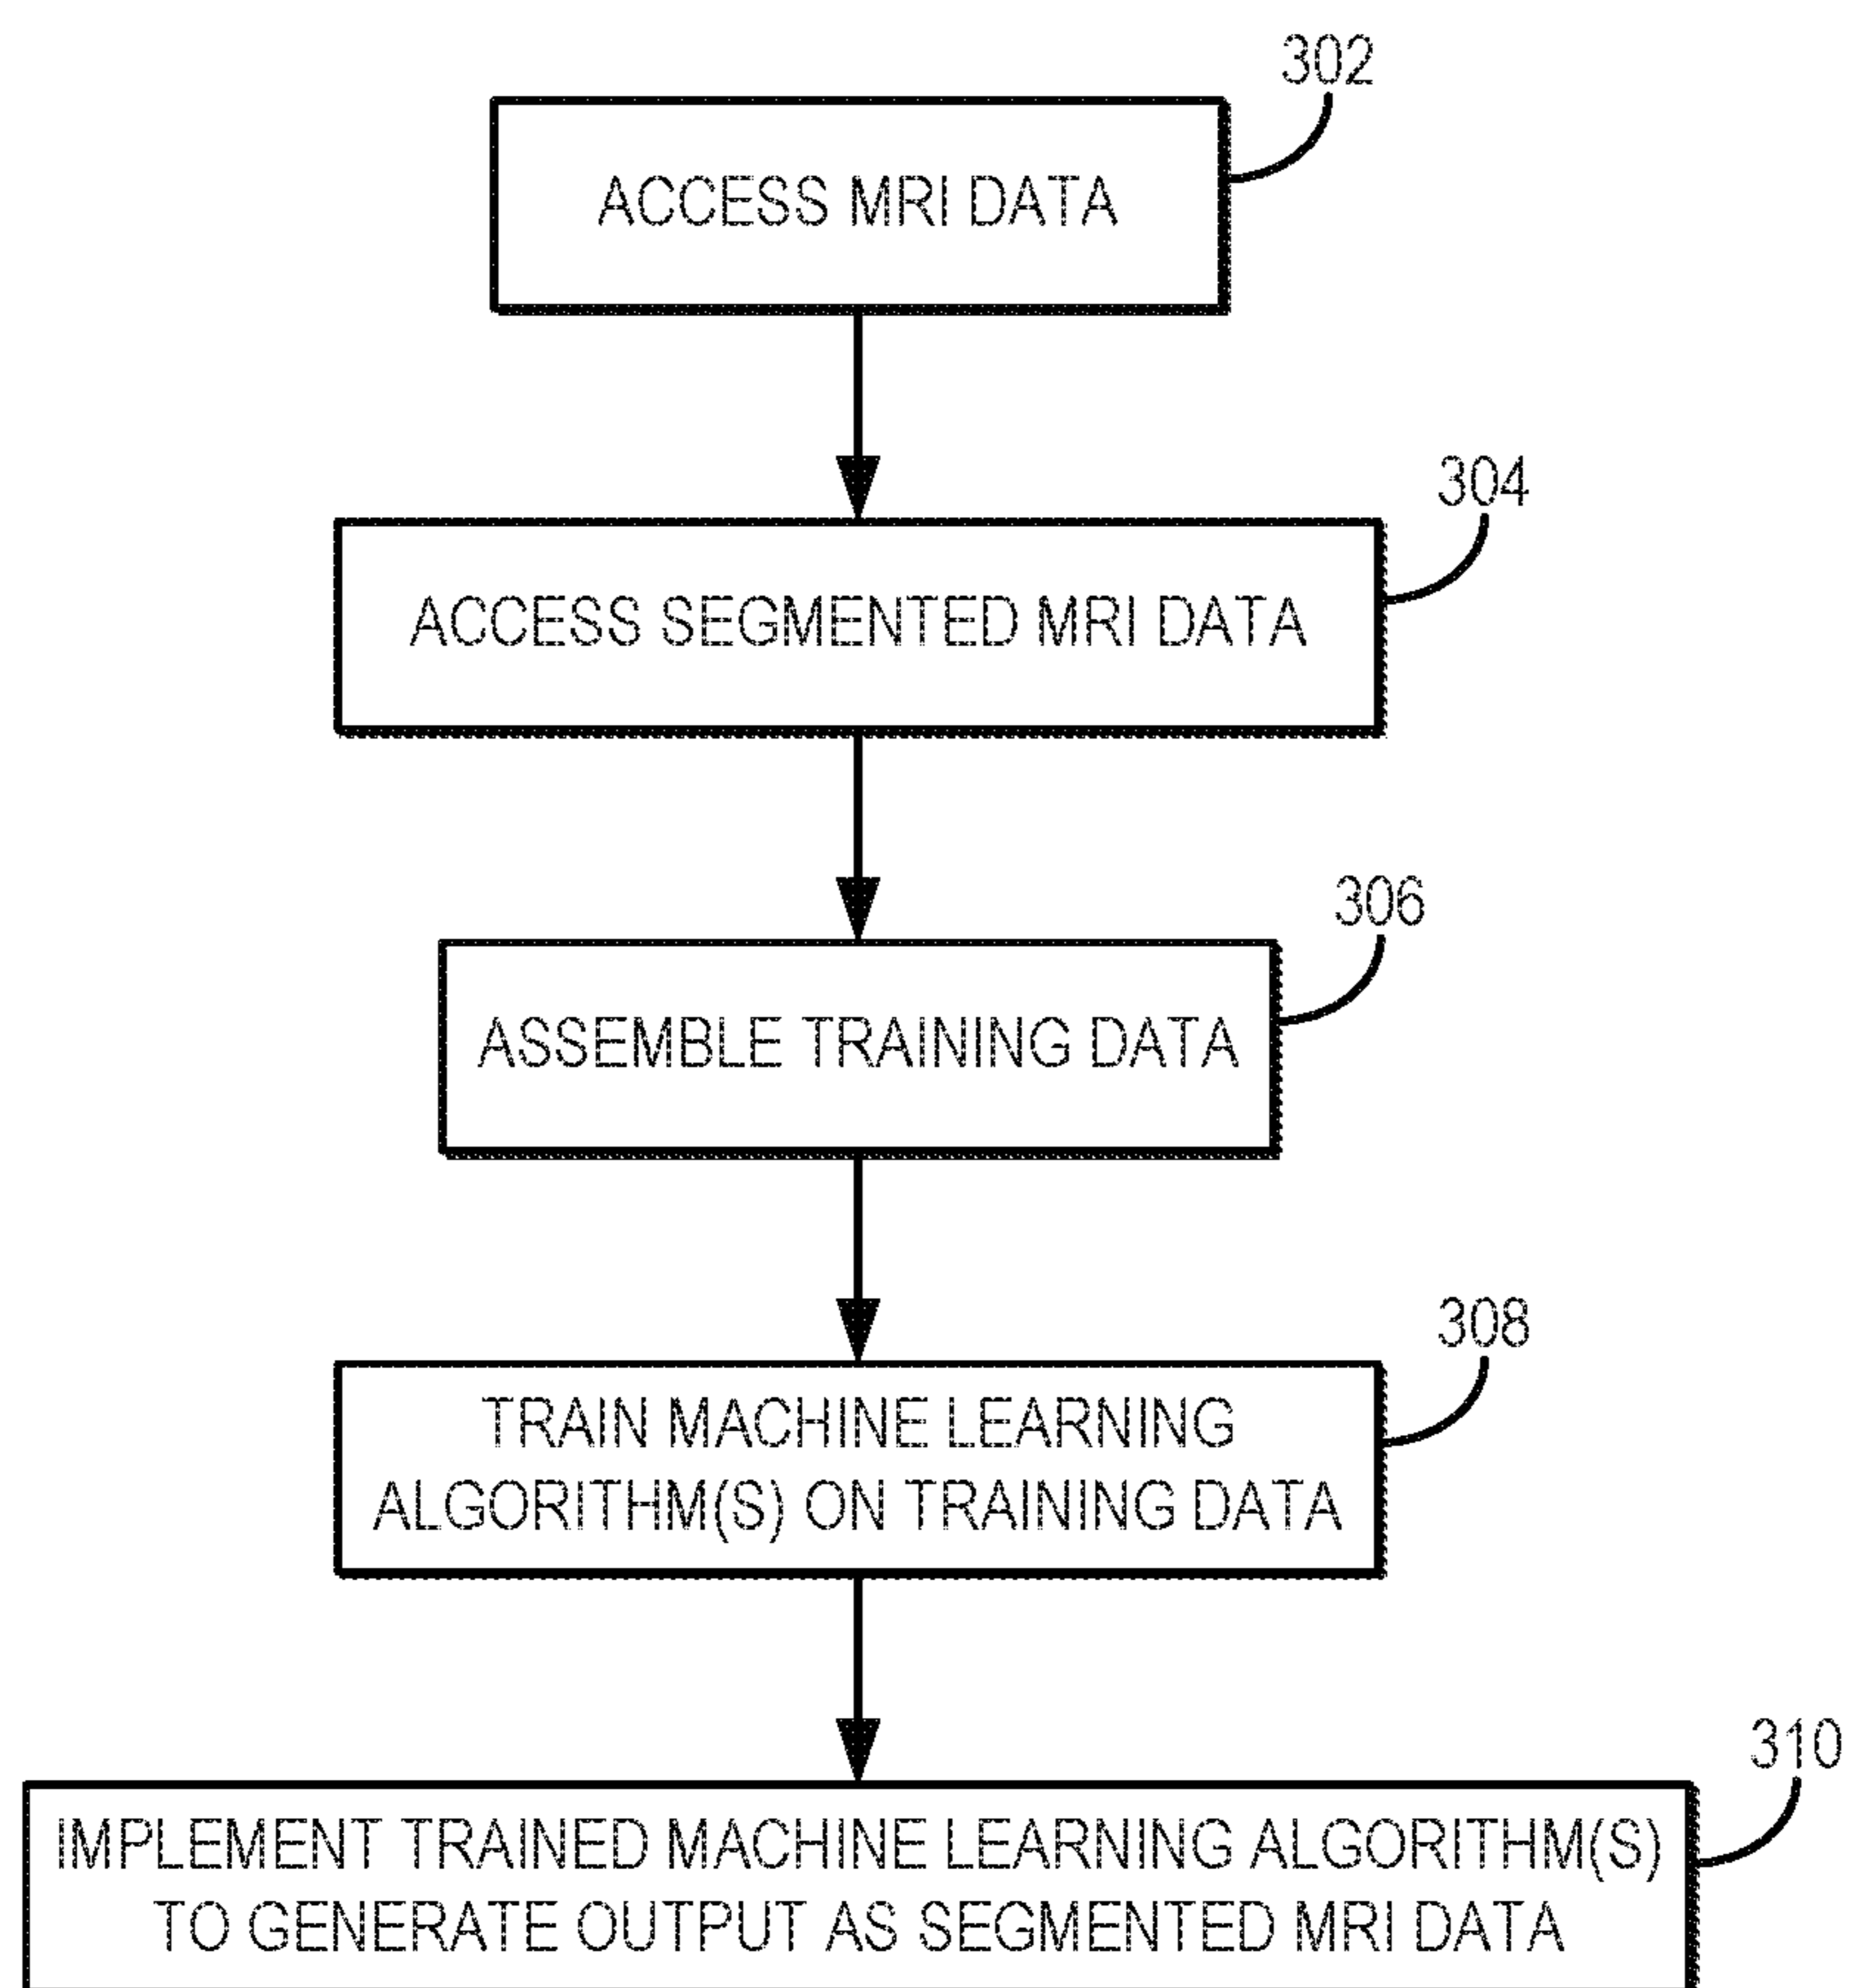 302
ACCESS MRI DATA
304
ACCESS SEGMENTED MRI DATA
306
ASSEMBLE TRAINING DATA
308
TRAIN MACHINE LEARNING
ALGORITHM(S) ON TRAINING DATA
310
IMPLEMENT TRAINED MACHINE LEARNING ALGORITHM(S)
TO GENERATE OUTPUT AS SEGMENTED MRI DATA